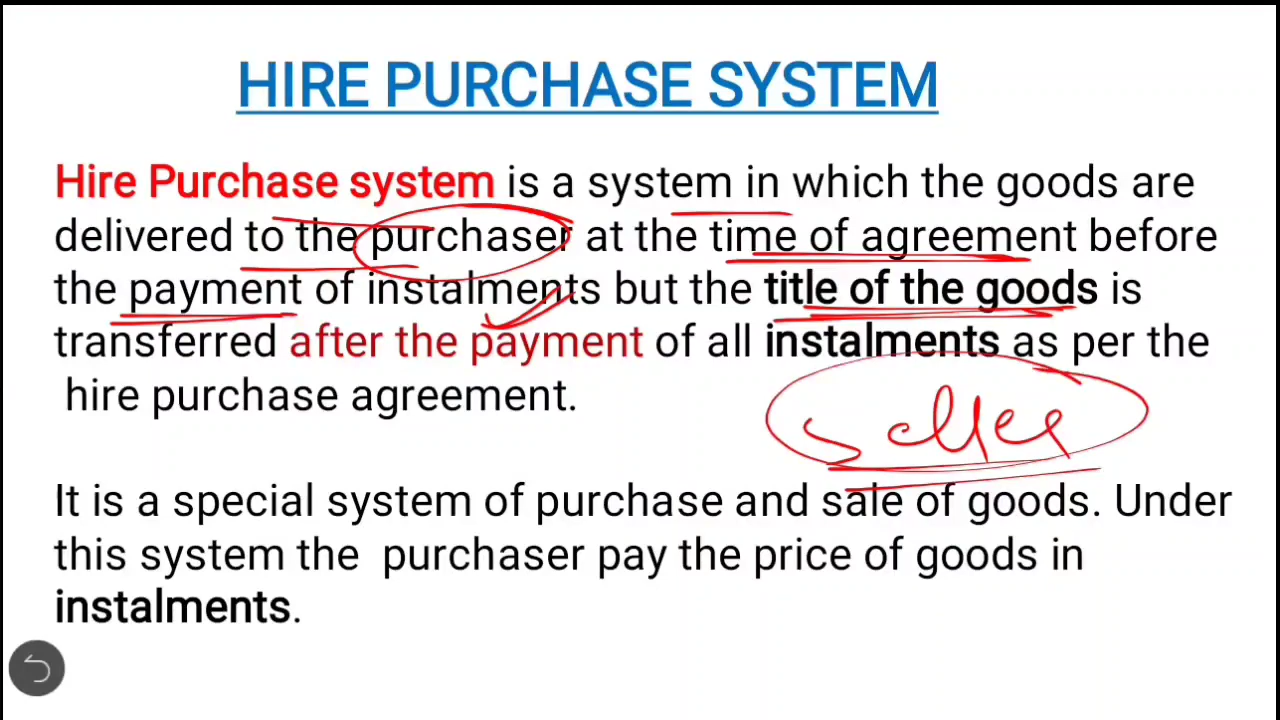 HIRE PURCHASE SYSTEM
Hire Purchase system is a system in which the goods are
delivered to the purchaser at the time of agreement before
the payment of instalments but the title of the goods is
transferred after the payment of all instalments as per the
hire purchase agreement.
seller
It is a special system of purchase and sale of goods. Under
this system the purchaser pay the price of goods in
instalments.